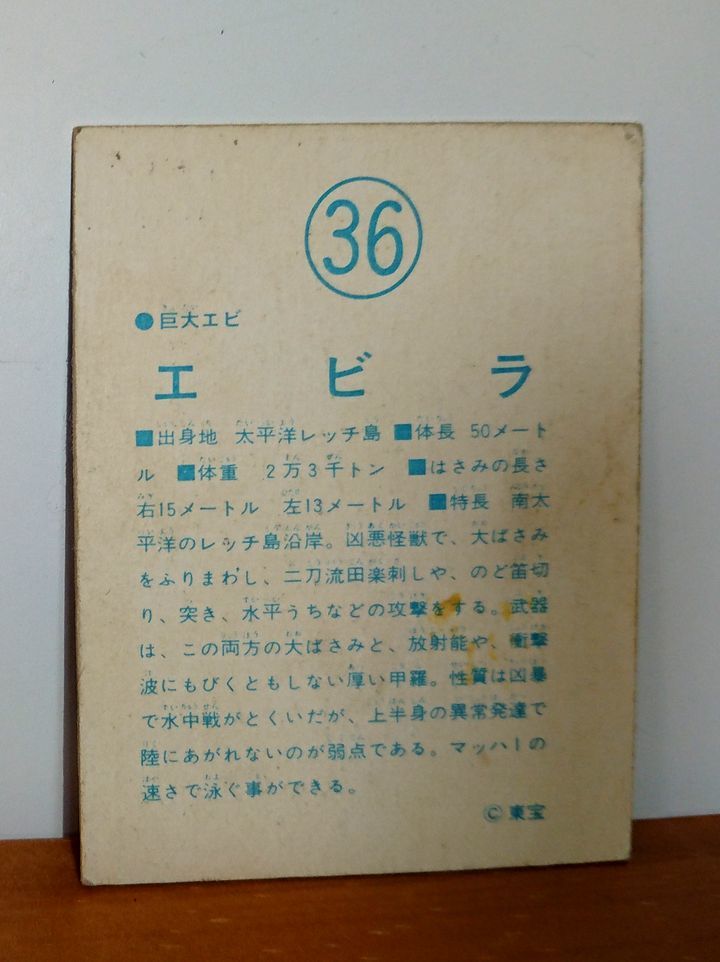 36
●巨大エビ
エビラ
■出身地 太平洋レッチ島 ■体長 50メート
ル ■体重 2万3千トン ■はさみの長さ
右15メートル 左13メートル ■特長 南太
平洋のレッチ島沿岸。凶悪怪獣で、大ばさみ
をふりまわし、二刀流田楽刺しや、のど笛切
り、突き、水平うちなどの攻撃をする。武器
は、この両方の大ばさみと、放射能や、衝撃
波にもびくともしない厚い甲羅。性質は凶暴
で水中戦がとくいだが、上半身の異常発達で
陸にあがれないのが弱点である。マッハ1の
速さで泳ぐ事ができる。
©東宝